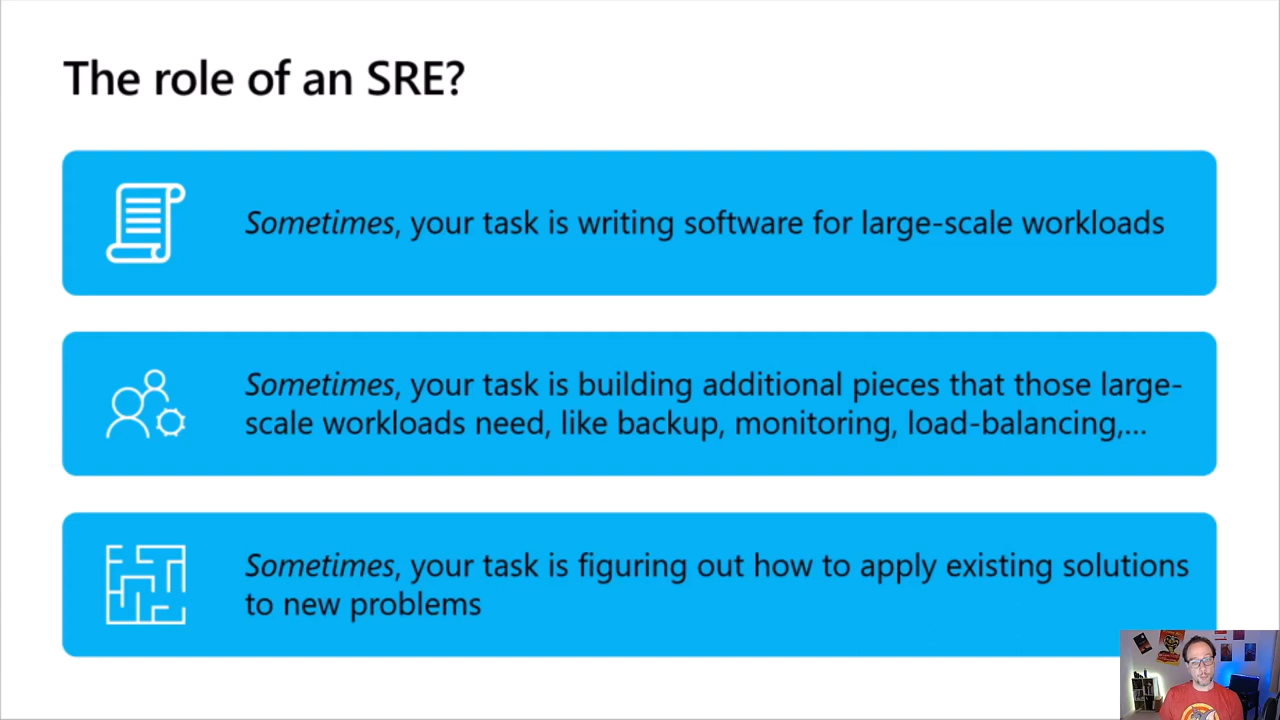 The role of an SRE?
Sometimes, your task is writing software for large-scale workloads
Sometimes, your task is building additional pieces that those large-
scale workloads need, like backup, monitoring, load-balancing,...
Sometimes, your task is figuring out how to apply existing solutions
to new problems